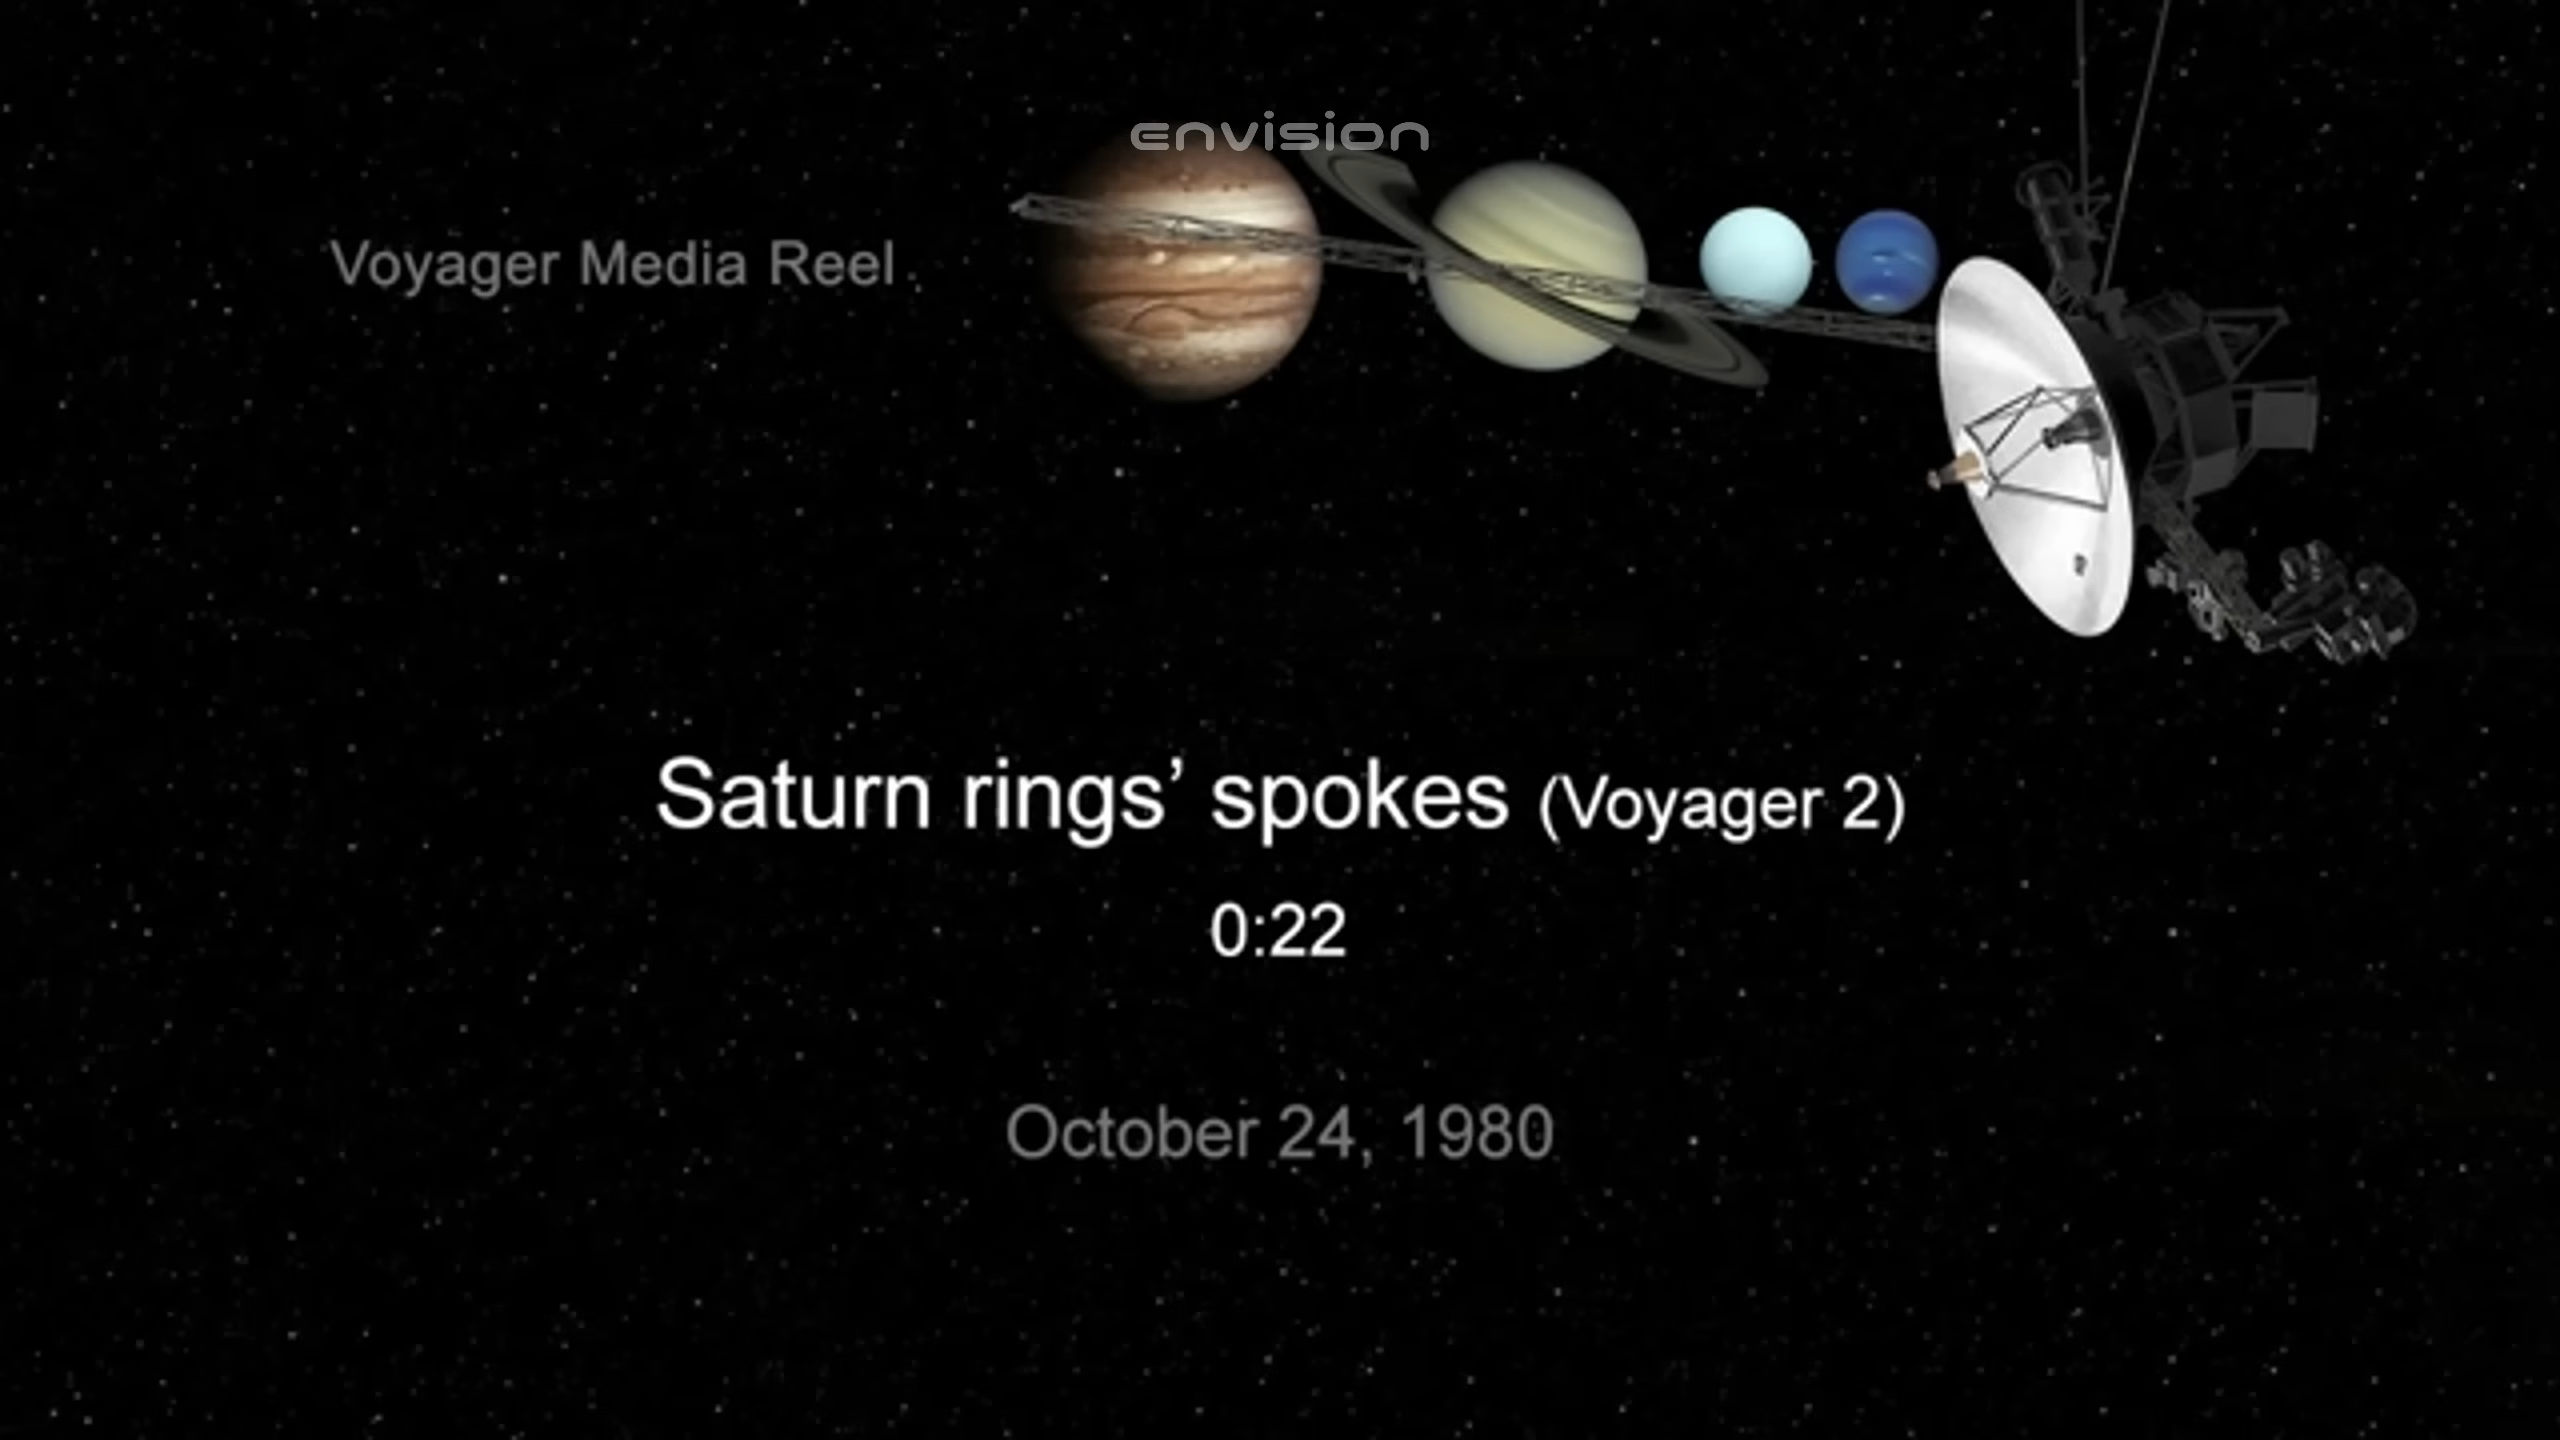 envision
Voyager Media Reel
Saturn rings’ spokes (Voyager 2)
0:22
October 24, 1980